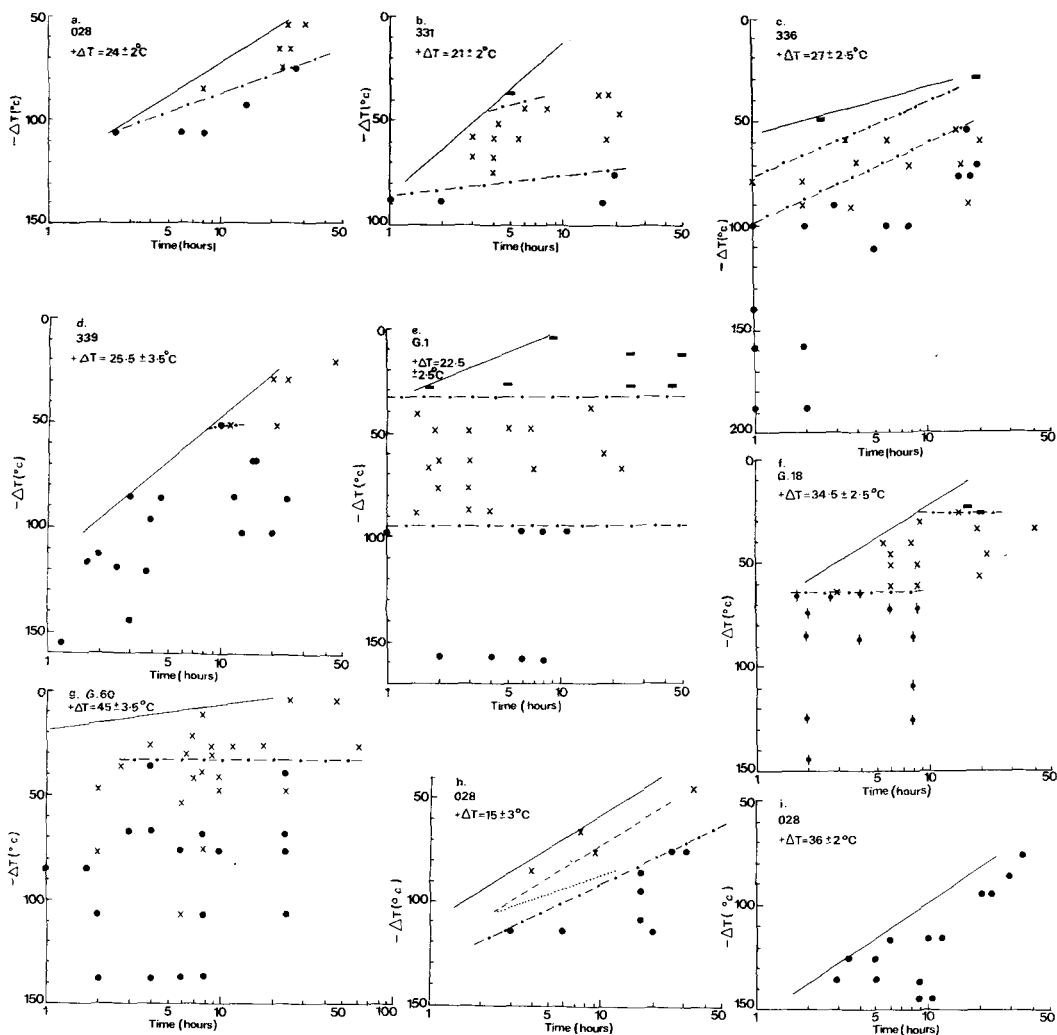 a.
028
+ΔT = 24 ± 2°C
50
100
150
-ΔT (°c)
1
5
10
50
Time (hours)
b.
331
+ΔT = 21 ± 2°C
0
50
100
-ΔT (°c)
1
5
10
50
Time (hours)
c.
336
+ΔT = 27 ± 2·5°C
0
50
100
150
200
-ΔT (°c)
1
5
10
50
Time (hours)
d.
339
+ΔT = 25·5 ± 3·5°C
0
50
100
150
-ΔT (°c)
1
5
10
50
Time (hours)
e.
G.1
+ΔT = 22·5
± 2·5°C
0
50
100
150
-ΔT (°c)
1
5
10
50
Time (hours)
f.
G.18
+ΔT = 34·5 ± 2·5°C
0
50
100
150
-ΔT (°c)
1
5
10
50
Time (hours)
g. G.60
+ΔT = 45 ± 3·5°C
0
50
100
150
-ΔT (°c)
1
5
10
50
100
Time (hours)
h.
028
+ΔT = 15 ± 3°C
50
100
150
-ΔT (°c)
1
5
10
50
Time (hours)
i.
028
+ΔT = 36 ± 2°C
50
100
150
-ΔT (°c)
1
5
10
50
Time (hours)